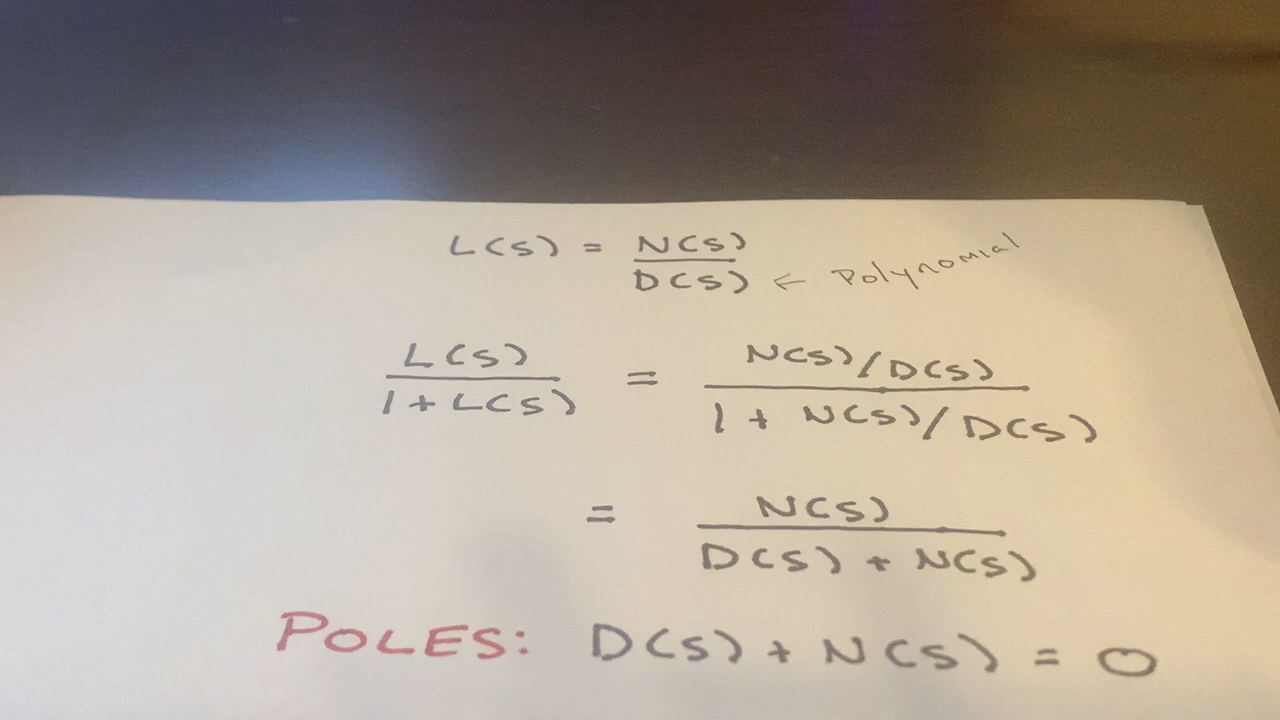 L(s) = N(s)/D(s) ← Polynomial
L(s)/1 + L(s) = N(s)/D(s)/1 + N(s)/D(s)
= N(s)/D(s) + N(s)
POLES: D(s) + N(s) = 0